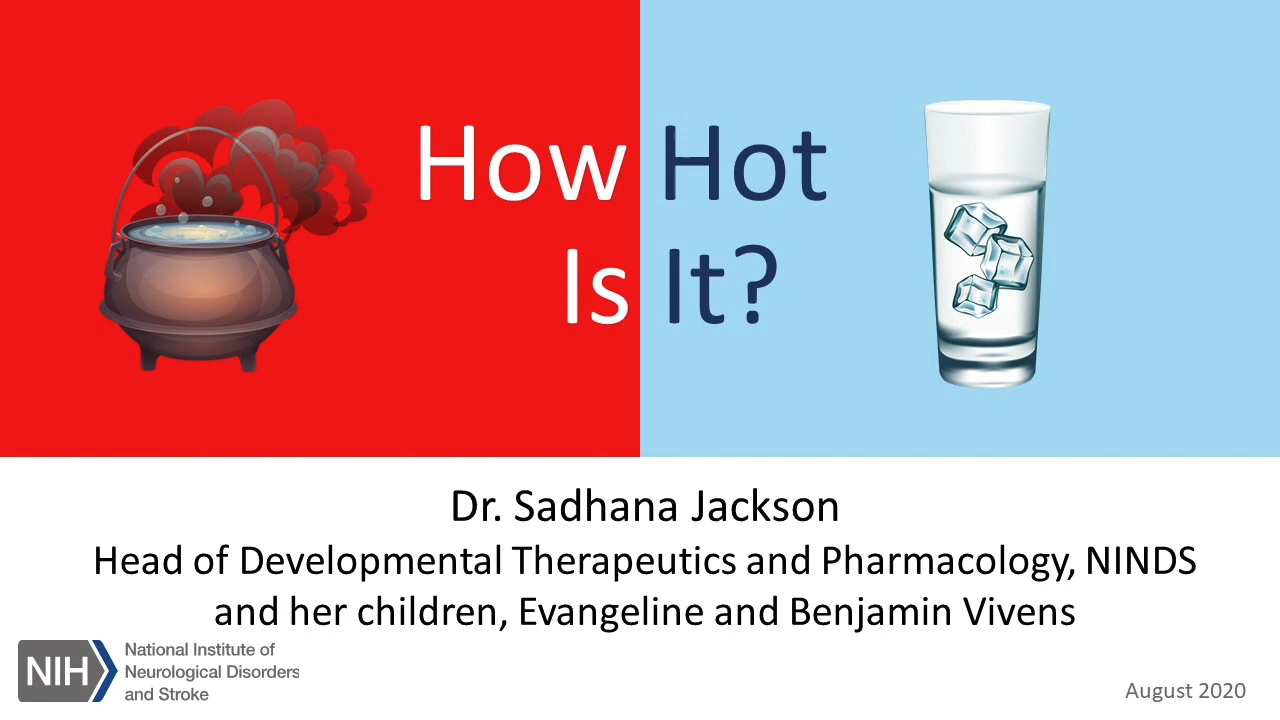 How Hot
Is It?
Dr. Sadhana Jackson
Head of Developmental Therapeutics and Pharmacology, NINDS
and her children, Evangeline and Benjamin Vivens
NIH
National Institute of
Neurological Disorders
and Stroke
August 2020